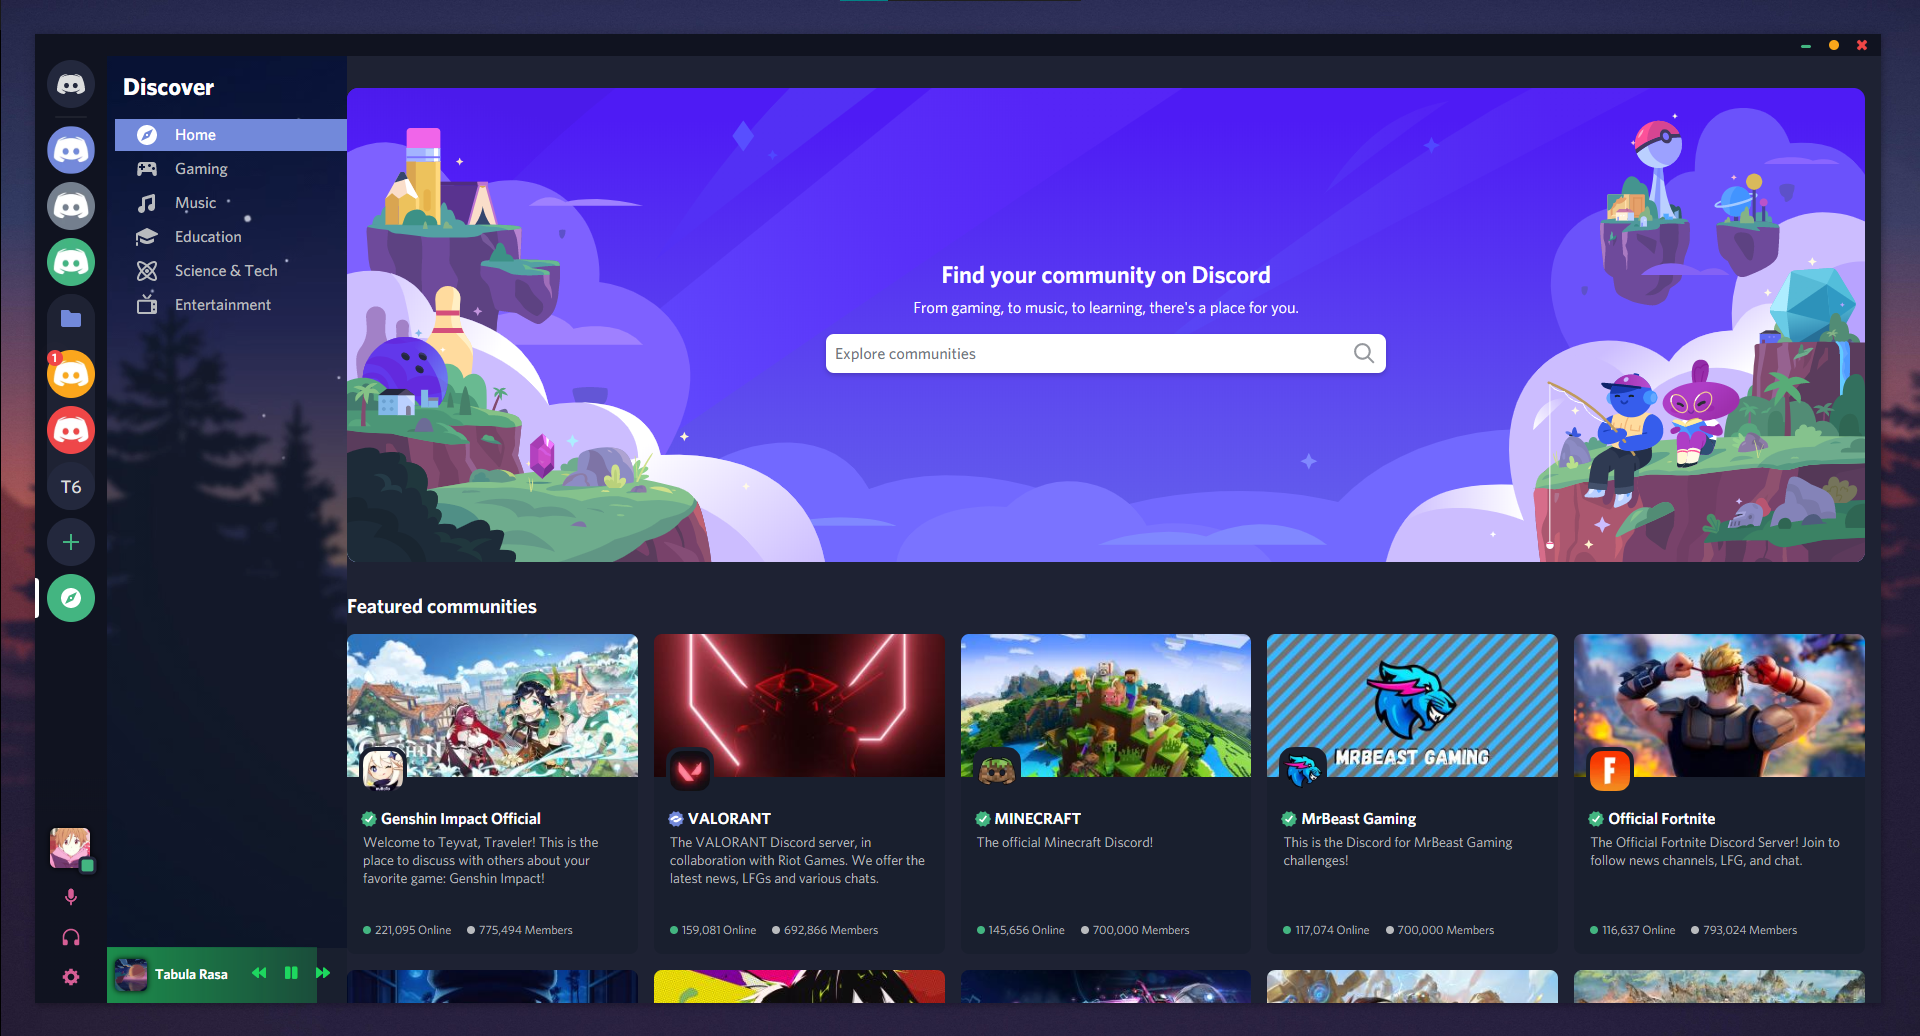 Discover
Home
Gaming
Music
Education
Science & Tech
Entertainment
1
T6
Tabula Rasa
Find your community on Discord
From gaming, to music, to learning, there's a place for you.
Explore communities
Featured communities
Genshin Impact Official
Welcome to Teyvat, Traveler! This is the
place to discuss with others about your
favorite game: Genshin Impact!
221,095 Online
775,494 Members
VALORANT
The VALORANT Discord server, in
collaboration with Riot Games. We offer the
latest news, LFGs and various chats.
159,081 Online
692,866 Members
MINECRAFT
The official Minecraft Discord!
145,656 Online
700,000 Members
MRBEAST GAMING
MrBeast Gaming
This is the Discord for MrBeast Gaming
challenges!
117,074 Online
700,000 Members
F
Official Fortnite
The Official Fortnite Discord Server! Join to
follow news channels, LFG, and chat.
116,637 Online
793,024 Members